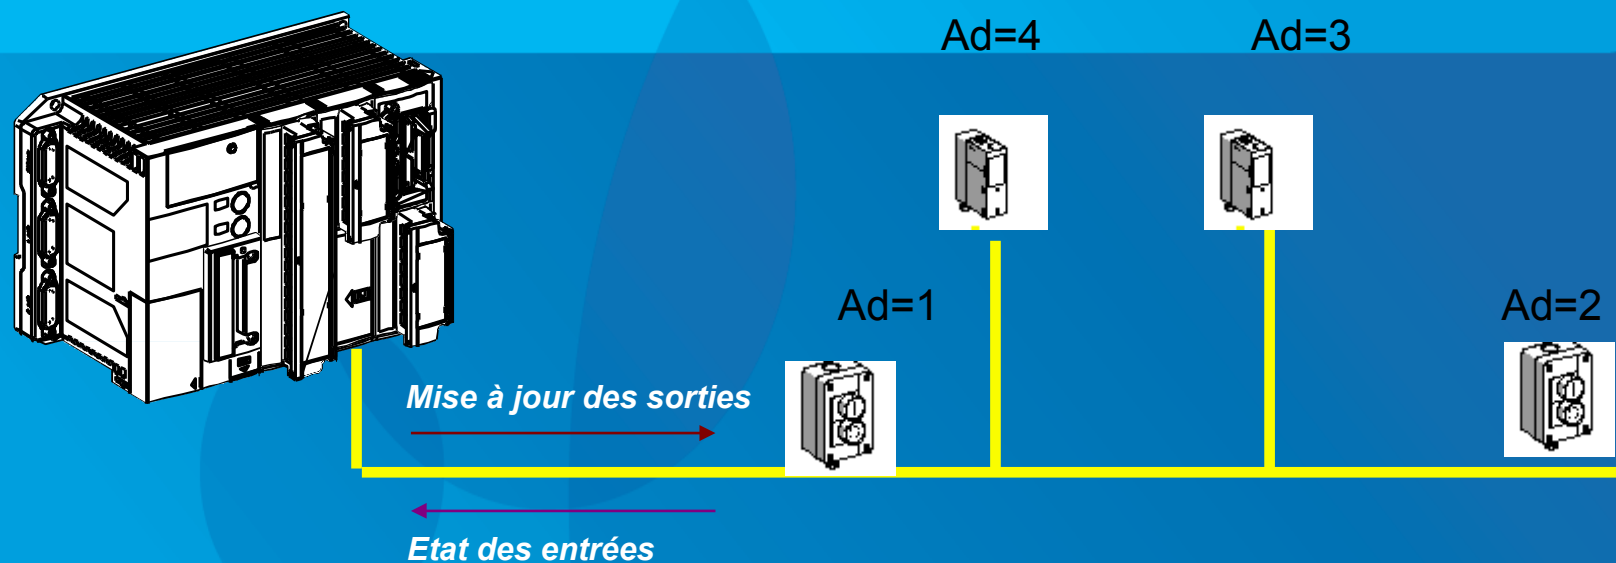 Ad=4
Ad=3
Ad=1
Ad=2
Mise à jour des sorties
Etat des entrées